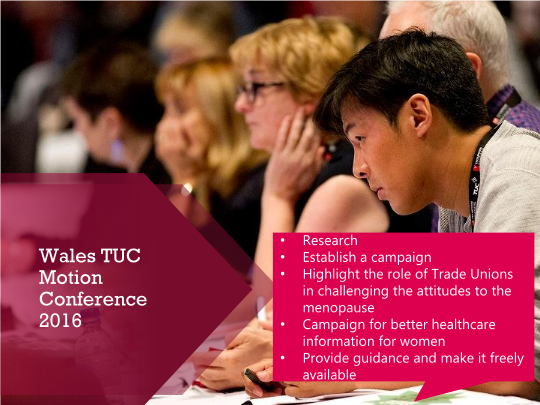 Wales TUC
Motion
Conference
2016
• Research
• Establish a campaign
• Highlight the role of Trade Unions
in challenging the attitudes to the
menopause
• Campaign for better healthcare
information for women
• Provide guidance and make it freely
available
TUC